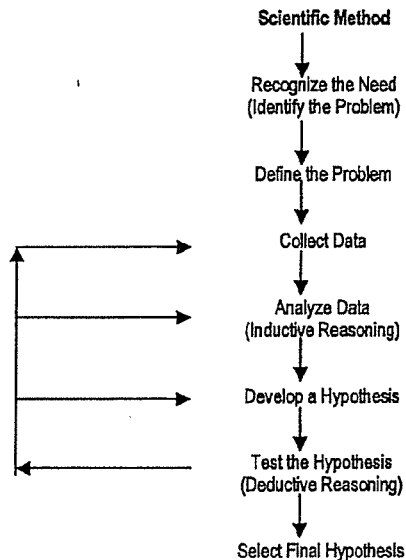 Scientific Method
Recognize the Need
(Identify the Problem)
Define the Problem
Collect Data
Analyze Data
(Inductive Reasoning)
Develop a Hypothesis
Test the Hypothesis
(Deductive Reasoning)
Select Final Hypothesis